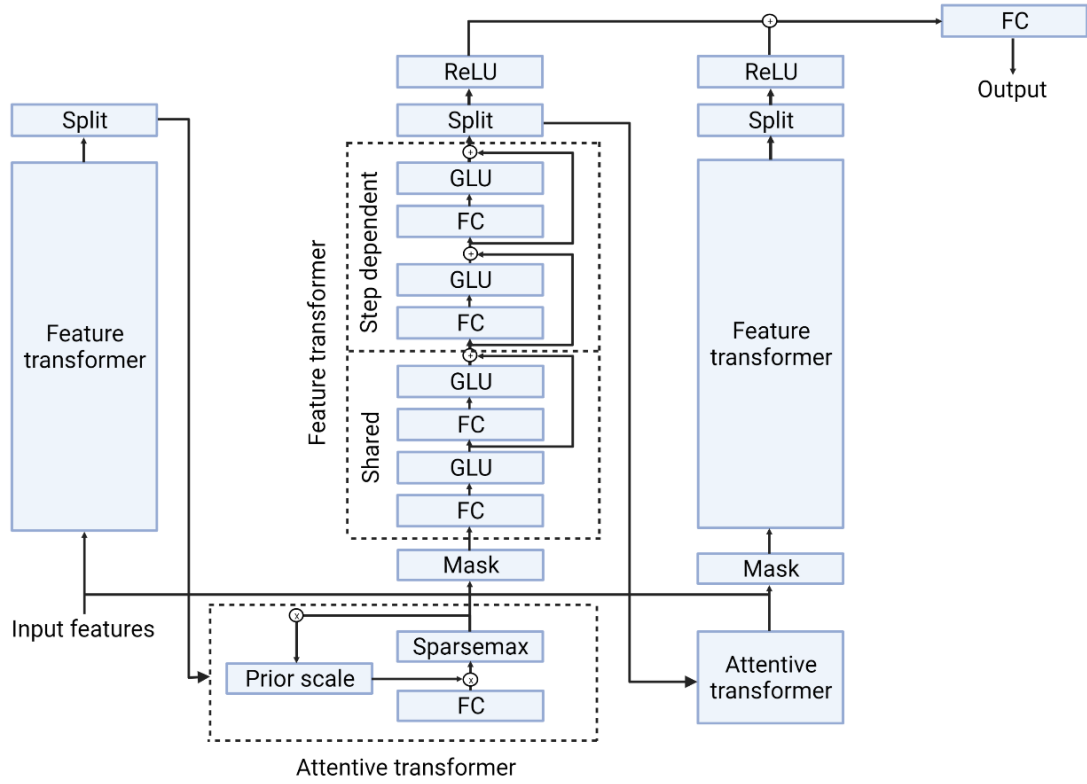 FC
Output
ReLU
ReLU
Split
Split
Split
Feature
transformer
Feature transformer
Step dependent
GLU
FC
GLU
FC
Shared
GLU
FC
GLU
FC
Feature
transformer
Mask
Mask
Input features
Sparsemax
Prior scale
FC
Attentive
transformer
Attentive transformer